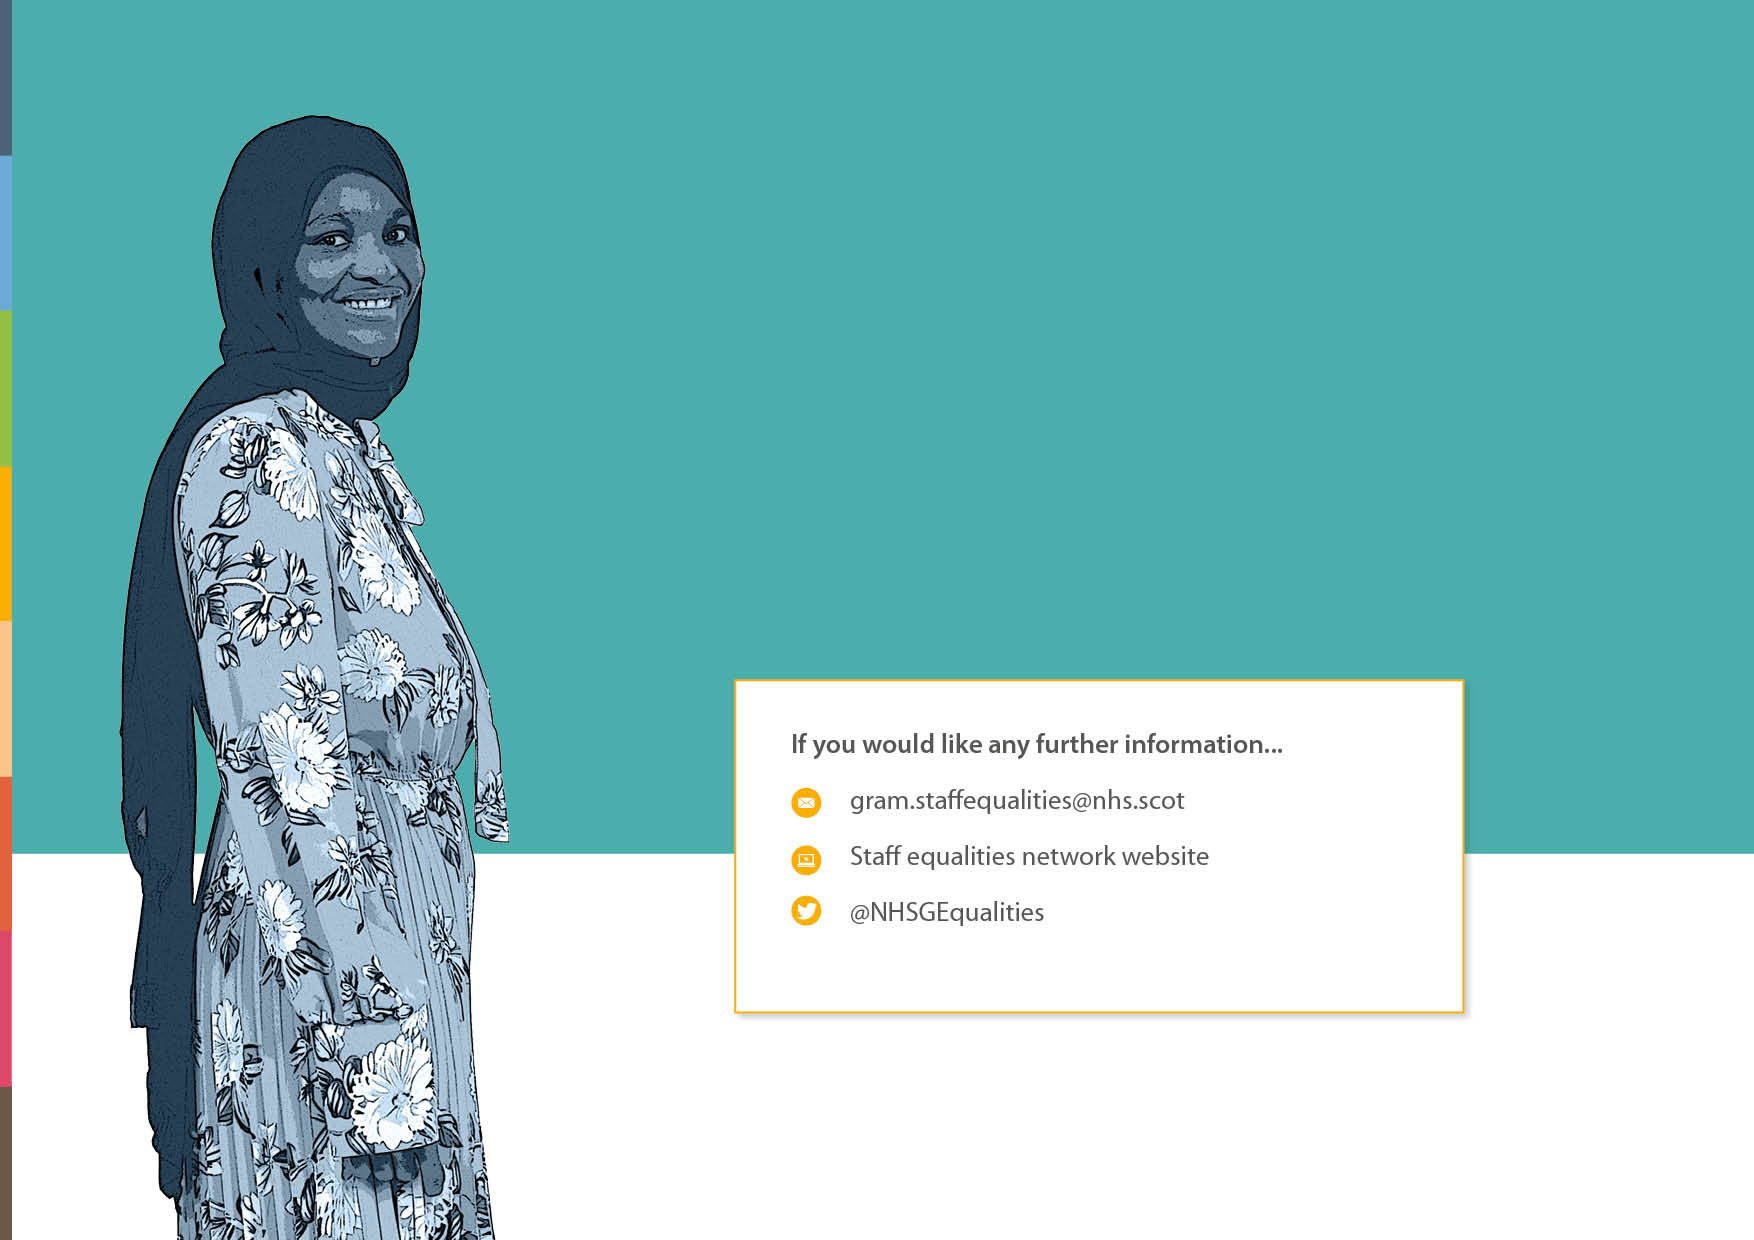 If you would like any further information...
gram.staffequalities@nhs.scot
Staff equalities network website
@NHSGEqualities